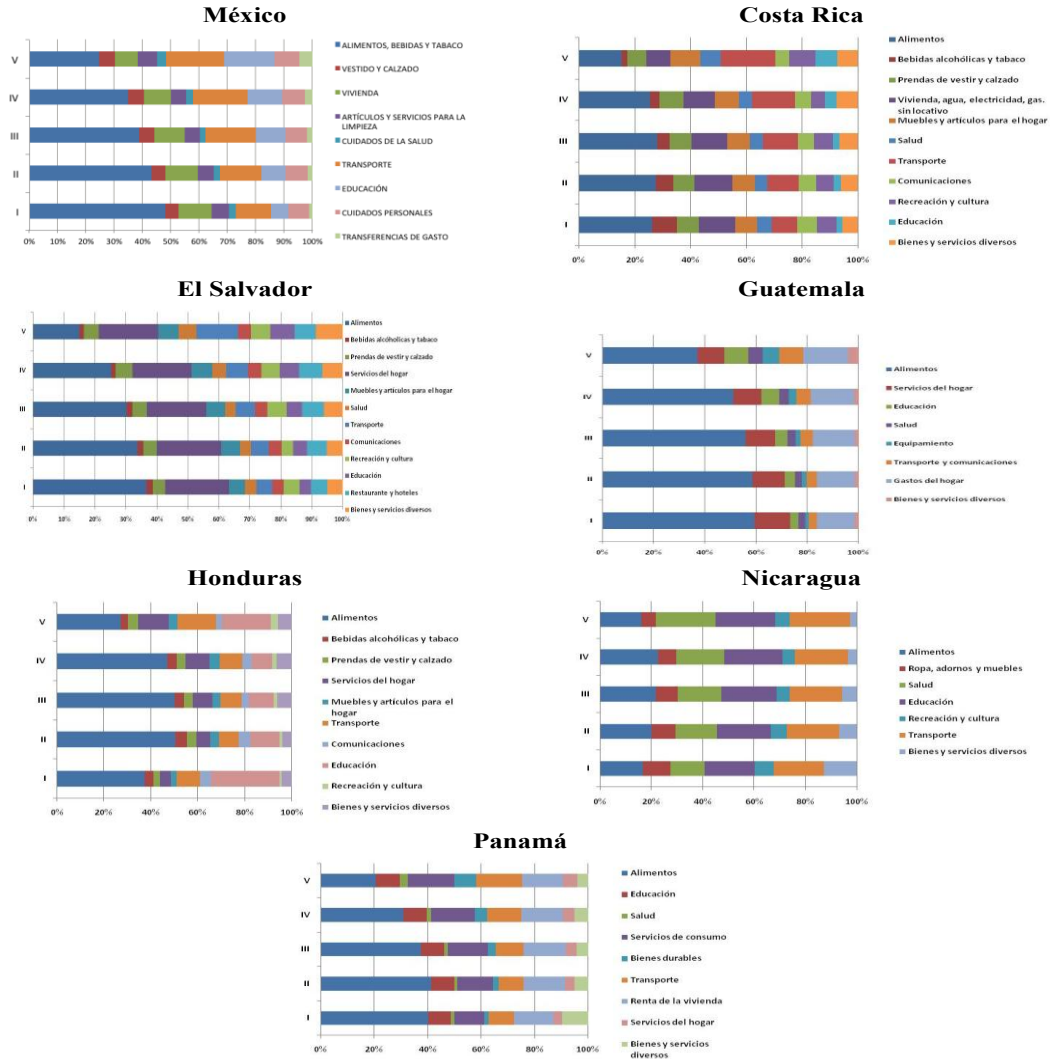 México
V
IV
III
II
I
0% 10% 20% 30% 40% 50% 60% 70% 80% 90% 100%
ALIMENTOS, BEBIDAS Y TABACO
VESTIDO Y CALZADO
VIVIENDA
ARTÍCULOS Y SERVICIOS PARA LA
LIMPIEZA
CUIDADOS DE LA SALUD
TRANSPORTE
EDUCACIÓN
CUIDADOS PERSONALES
TRANSFERENCIAS DE GASTO
Costa Rica
V
IV
III
II
I
0% 20% 40% 60% 80% 100%
Alimentos
Bebidas alcohólicas y tabaco
Prendas de vestir y calzado
Vivienda, agua, electricidad, gas.
sin locativo
Muebles y artículos para el hogar
Salud
Transporte
Comunicaciones
Recreación y cultura
Educación
Bienes y servicios diversos
El Salvador
V
IV
III
II
I
0% 10% 20% 30% 40% 50% 60% 70% 80% 90% 100%
Alimentos
Bebidas alcóholicas y tabaco
Prendas de vestir y calzado
Servicios del hogar
Muebles y artículos para el hogar
Salud
Transporte
Comunicaciones
Recreación y cultura
Educación
Restaurante y hoteles
Bienes y servicios diversos
Guatemala
V
IV
III
II
I
0% 20% 40% 60% 80% 100%
Alimentos
Servicios del hogar
Educación
Salud
Equipamiento
Transporte y comunicaciones
Gastos del hogar
Bienes y servicios diversos
Honduras
V
IV
III
II
I
0% 20% 40% 60% 80% 100%
Alimentos
Bebidas alcohólicas y tabaco
Prendas de vestir y calzado
Servicios del hogar
Muebles y artículos para el
hogar
Transporte
Comunicaciones
Educación
Recreación y cultura
Bienes y servicios diversos
Nicaragua
V
IV
III
II
I
0% 20% 40% 60% 80% 100%
Alimentos
Ropa, adornos y muebles
Salud
Educación
Recreación y cultura
Transporte
Bienes y servicios diversos
Panamá
V
IV
III
II
I
0% 20% 40% 60% 80% 100%
Alimentos
Educación
Salud
Servicios de consumo
Bienes durables
Transporte
Renta de la vivienda
Servicios del hogar
Bienes y servicios
diversos